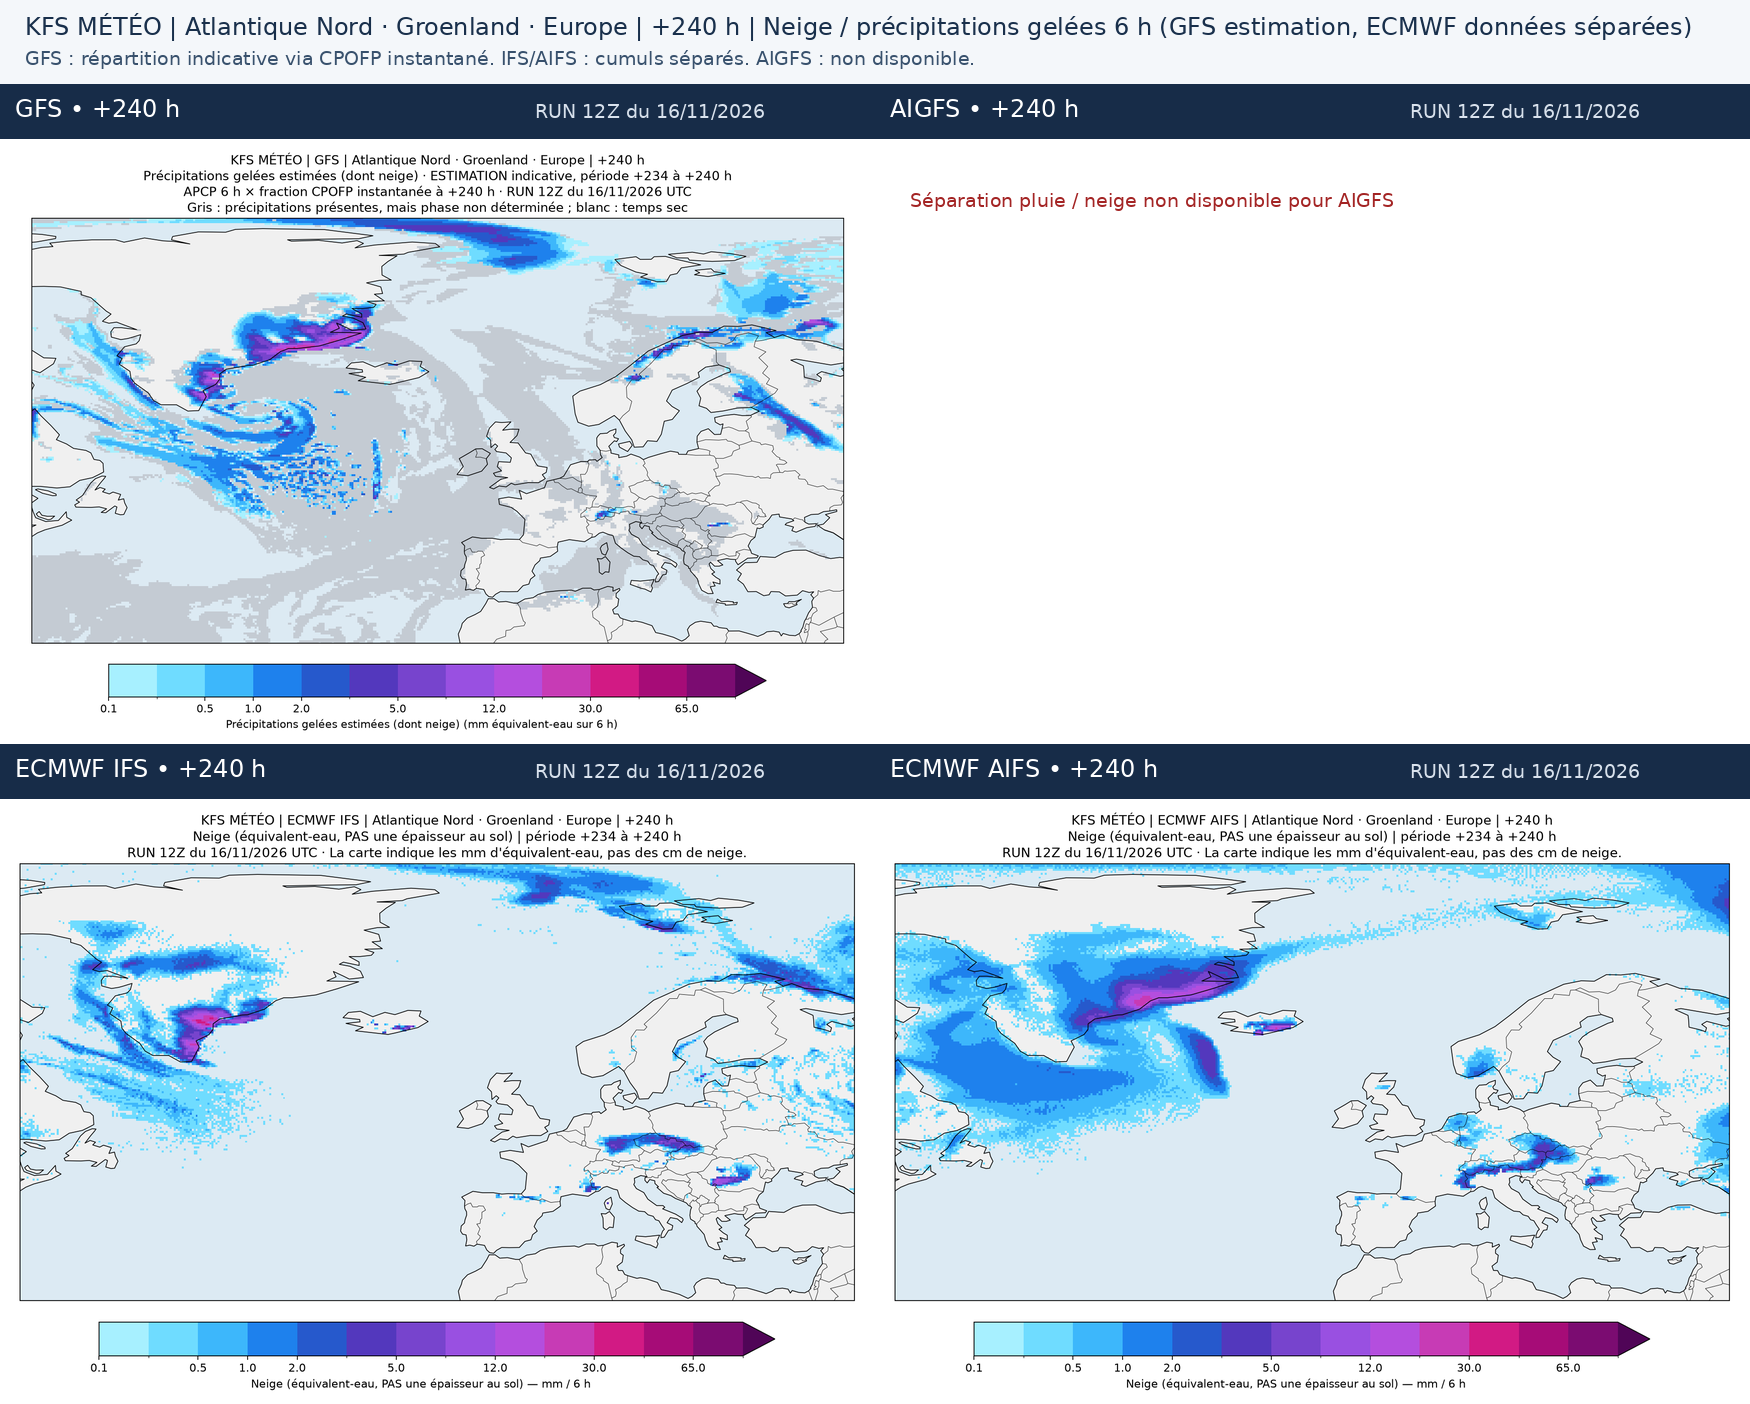 KFS MÉTÉO | Atlantique Nord · Groenland · Europe | +240 h | Neige / précipitations gelées 6 h (GFS estimation, ECMWF données séparées)
GFS : répartition indicative via CPOFP instantané. IFS/AIFS : cumuls séparés. AIGFS : non disponible.
GFS • +240 h
RUN 12Z du 16/11/2026
AIGFS • +240 h
RUN 12Z du 16/11/2026
KFS MÉTÉO | GFS | Atlantique Nord · Groenland · Europe | +240 h
Précipitations gelées estimées (dont neige) · ESTIMATION indicative, période +234 à +240 h
APCP 6 h × fraction CPOFP instantanée à +240 h · RUN 12Z du 16/11/2026 UTC
Gris : précipitations présentes, mais phase non déterminée ; blanc : temps sec
Séparation pluie / neige non disponible pour AIGFS
0.1 0.5 1.0 2.0 5.0 12.0 30.0 65.0
Précipitations gelées estimées (dont neige) (mm équivalent-eau sur 6 h)
ECMWF IFS • +240 h
RUN 12Z du 16/11/2026
ECMWF AIFS • +240 h
RUN 12Z du 16/11/2026
KFS MÉTÉO | ECMWF IFS | Atlantique Nord · Groenland · Europe | +240 h
Neige (équivalent-eau, PAS une épaisseur au sol) | période +234 à +240 h
RUN 12Z du 16/11/2026 UTC · La carte indique les mm d'équivalent-eau, pas des cm de neige.
0.1 0.5 1.0 2.0 5.0 12.0 30.0 65.0
Neige (équivalent-eau, PAS une épaisseur au sol) — mm / 6 h
KFS MÉTÉO | ECMWF AIFS | Atlantique Nord · Groenland · Europe | +240 h
Neige (équivalent-eau, PAS une épaisseur au sol) | période +234 à +240 h
RUN 12Z du 16/11/2026 UTC · La carte indique les mm d'équivalent-eau, pas des cm de neige.
0.1 0.5 1.0 2.0 5.0 12.0 30.0 65.0
Neige (équivalent-eau, PAS une épaisseur au sol) — mm / 6 h